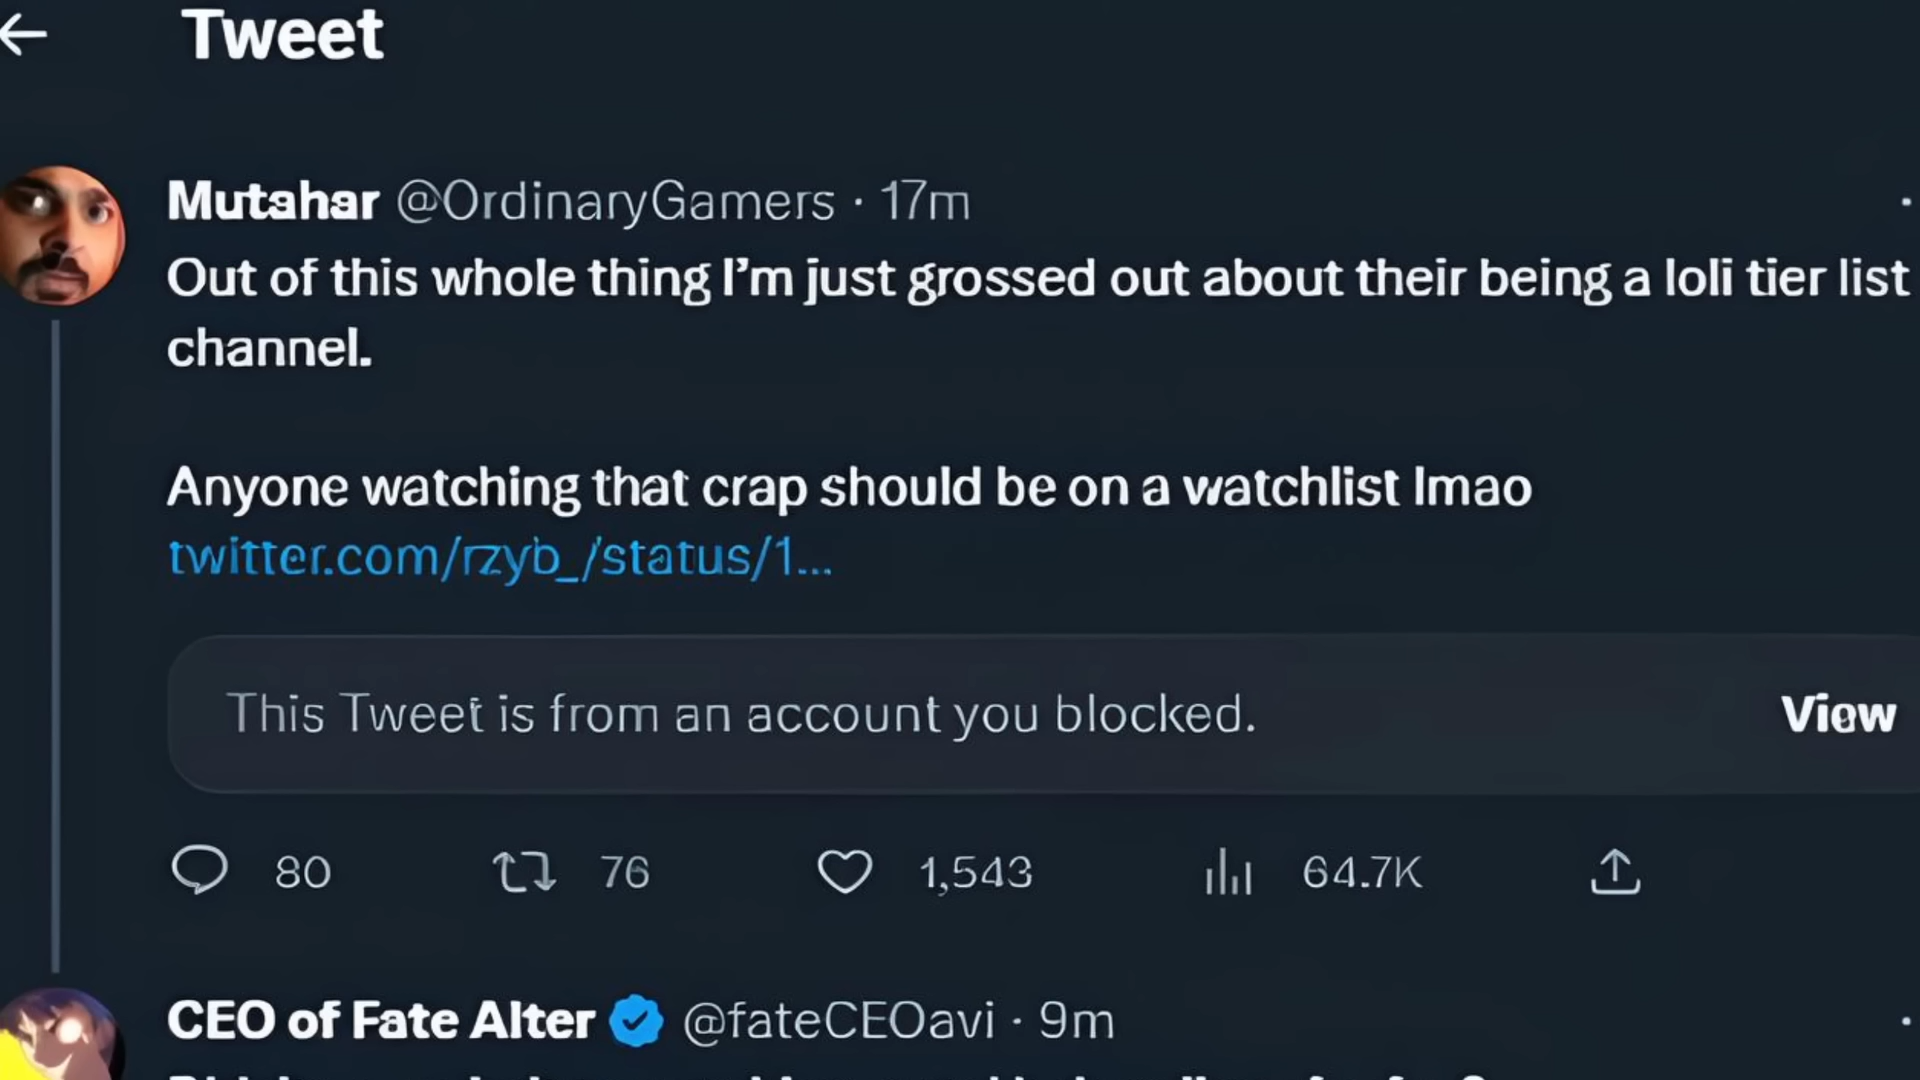 Tweet
Mutahar @OrdinaryGamers · 17m
Out of this whole thing I'm just grossed out about their being a loli tier list
channel.
Anyone watching that crap should be on a watchlist lmao
twitter.com/rzyb_/status/1...
This Tweet is from an account you blocked.
View
80 76 1,543 64.7K
CEO of Fate Alter @fateCEOavi · 9m